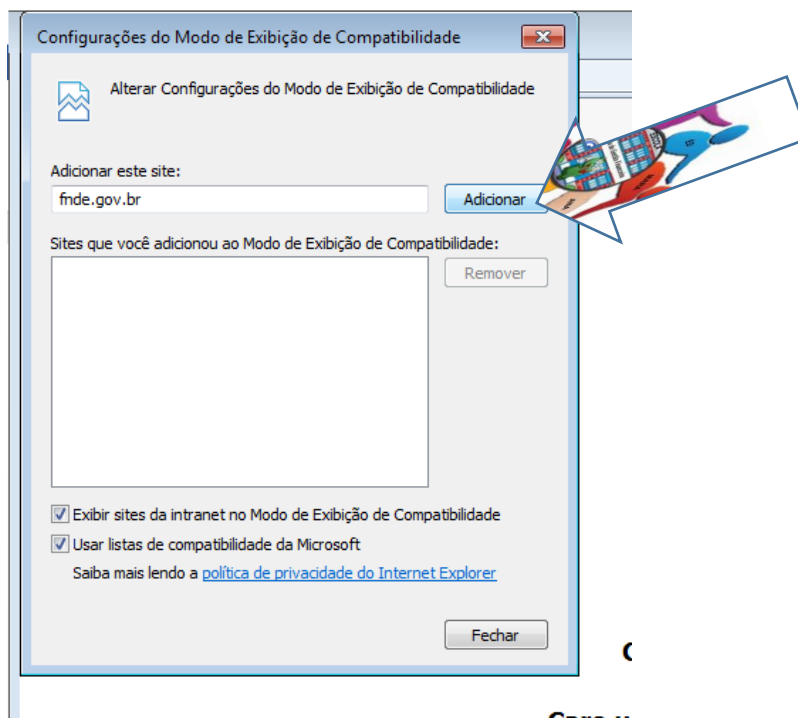 Configurações do Modo de Exibição de Compatibilidade
Alterar Configurações do Modo de Exibição de Compatibilidade
Adicionar este site:
fnde.gov.br
Adicionar
Sites que você adicionou ao Modo de Exibição de Compatibilidade:
Remover
Exibir sites da intranet no Modo de Exibição de Compatibilidade
Usar listas de compatibilidade da Microsoft
Saiba mais lendo a política de privacidade do Internet Explorer
Fechar